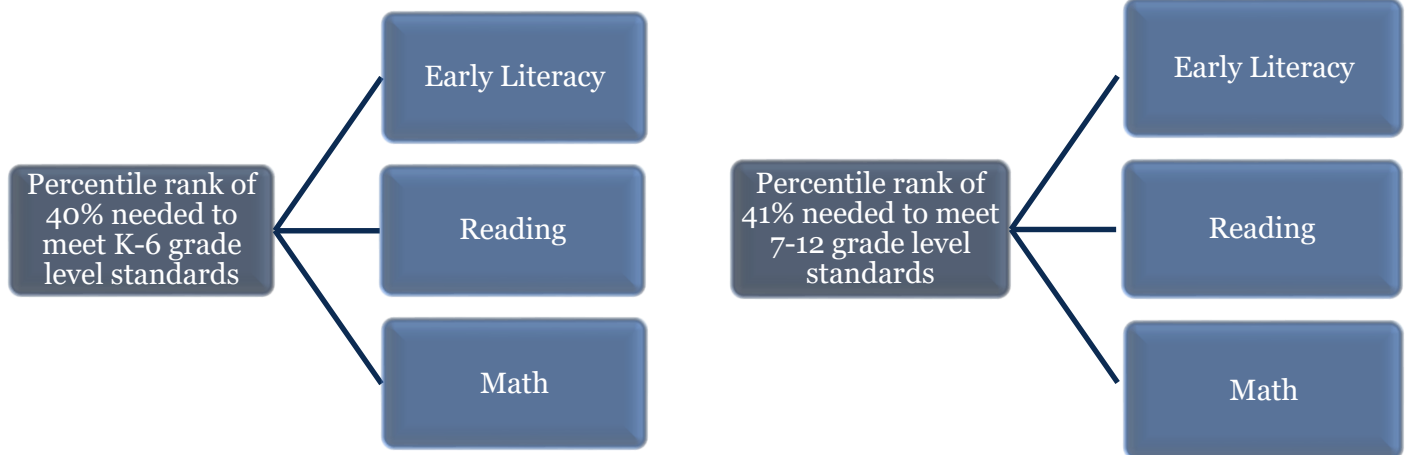 Percentile rank of
40% needed to
meet K-6 grade
level standards
Early Literacy
Reading
Math
Percentile rank of
41% needed to meet
7-12 grade level
standards
Early Literacy
Reading
Math